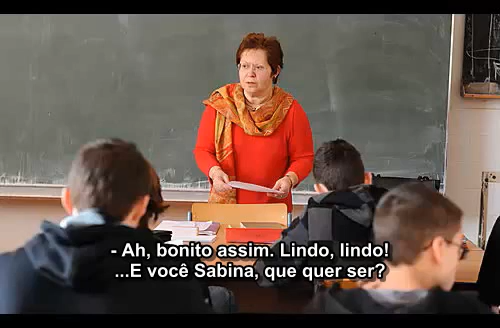 - Ah, bonito assim. Lindo, lindo!
...E você Sabina, que quer ser?